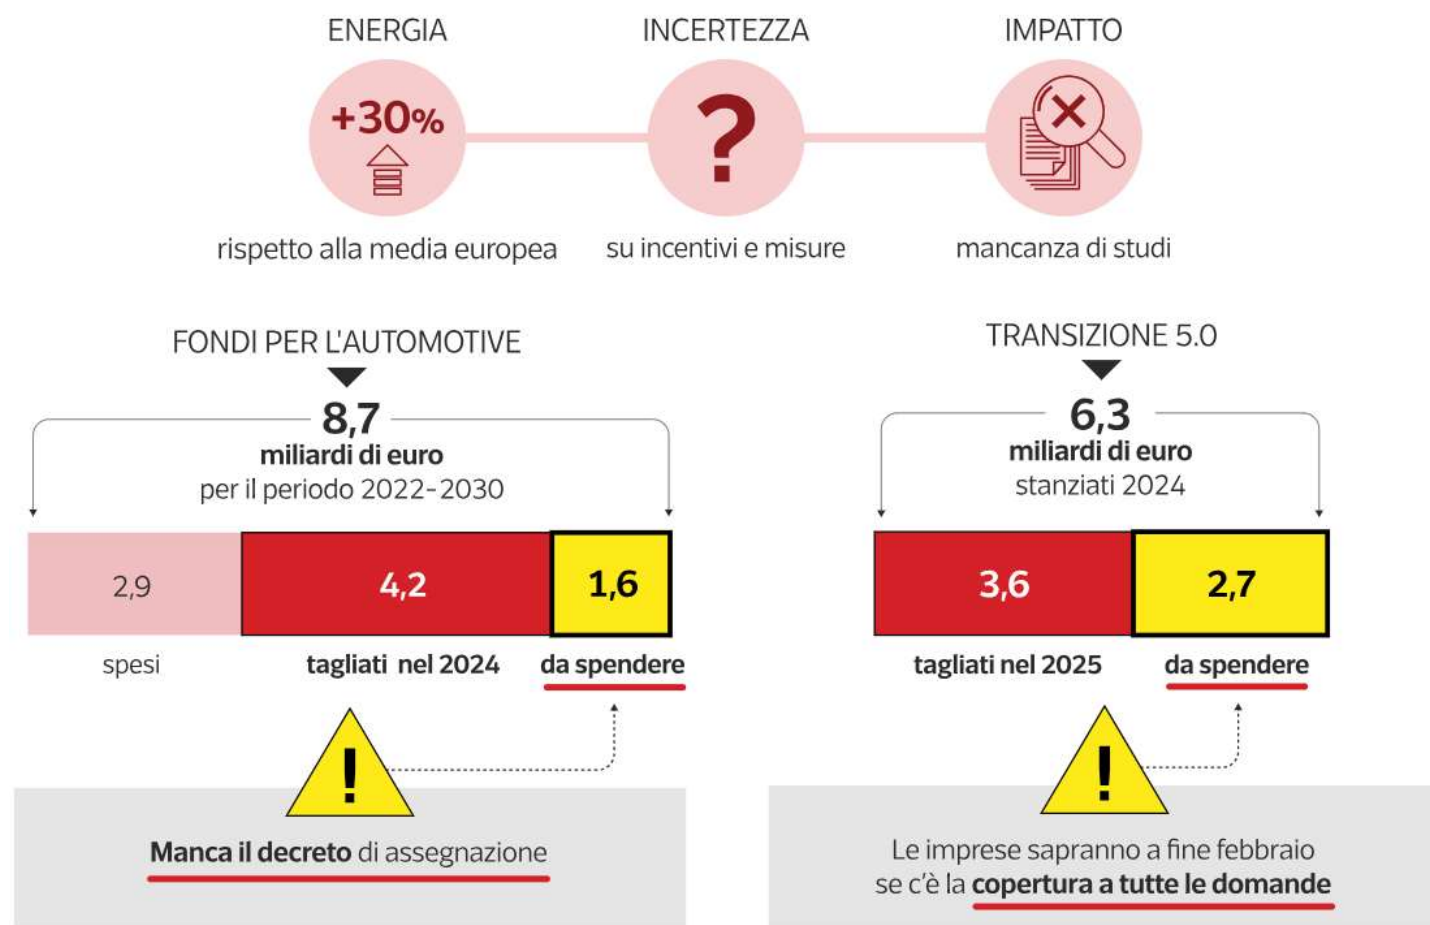 ENERGIA
INCERTEZZA
IMPATTO
+30%
?
rispetto alla media europea
su incentivi e misure
mancanza di studi
FONDI PER L'AUTOMOTIVE
8,7
miliardi di euro
per il periodo 2022-2030
2,9
4,2
1,6
spesi
tagliati nel 2024
da spendere
!
Manca il decreto di assegnazione
TRANSIZIONE 5.0
6,3
miliardi di euro
stanziati 2024
3,6
2,7
tagliati nel 2025
da spendere
!
Le imprese sapranno a fine febbraio
se c'è la copertura a tutte le domande